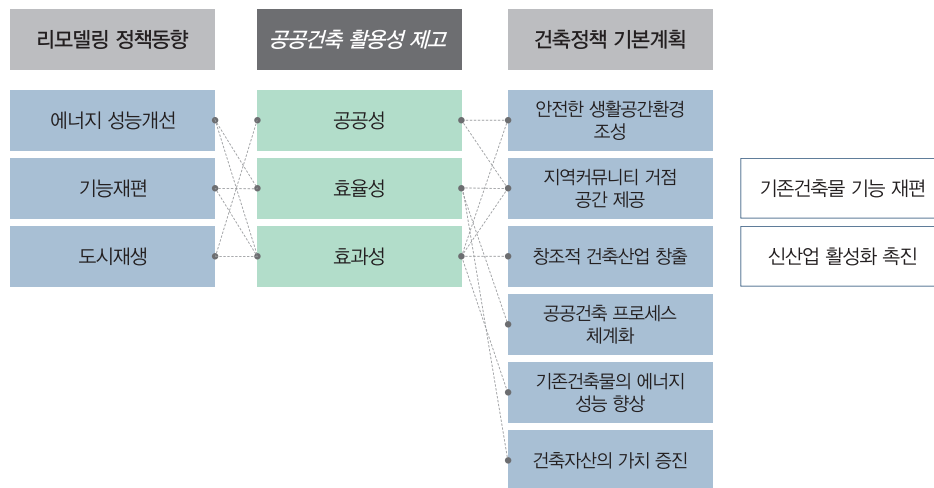 리모델링 정책동향
공공건축 활용성 제고
건축정책 기본계획
에너지 성능개선
공공성
안전한 생활공간환경
조성
기능재편
효율성
지역커뮤니티 거점
공간 제공
기존건축물 기능 재편
도시재생
효과성
창조적 건축산업 창출
신산업 활성화 촉진
공공건축 프로세스
체계화
기존건축물의 에너지
성능 향상
건축자산의 가치 증진